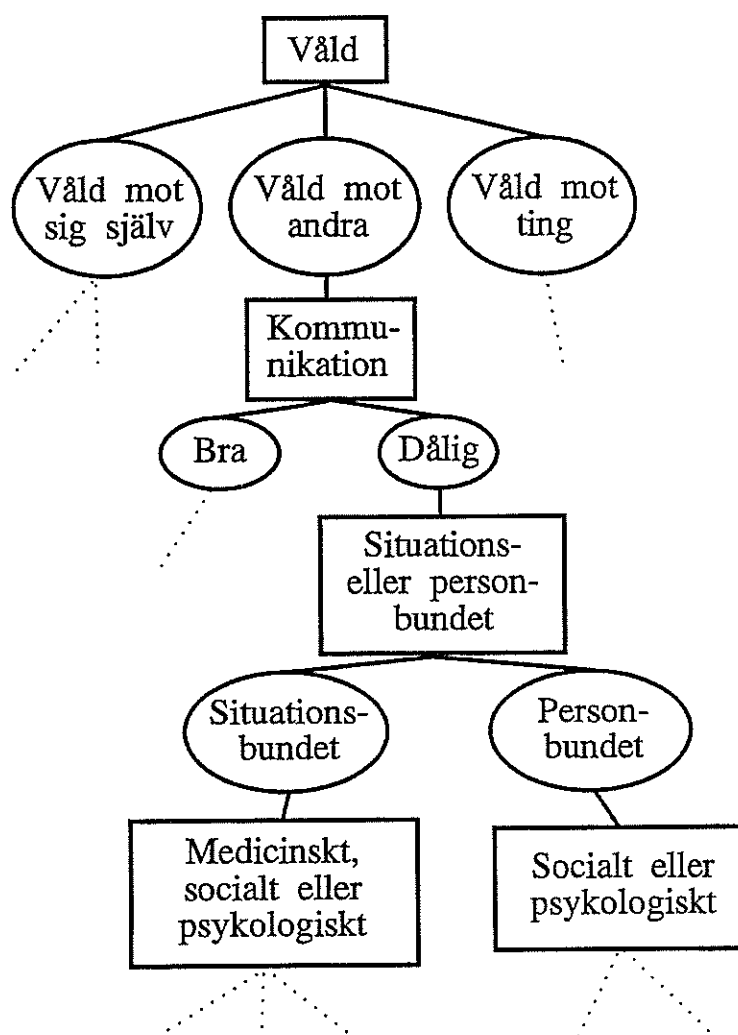 Våld
Våld mot
sig själv
Våld mot
andra
Våld mot
ting
Kommu-
nikation
Bra
Dålig
Situations-
eller person-
bundet
Situations-
bundet
Person-
bundet
Medicinskt,
socialt eller
psykologiskt
Socialt eller
psykologiskt